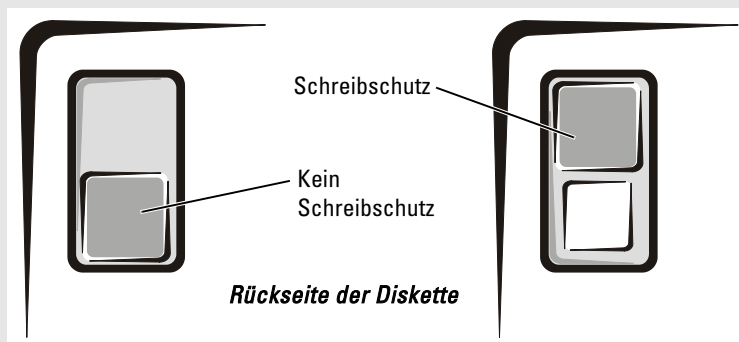 Schreibschutz
Kein
Schreibschutz
Rückseite der Diskette